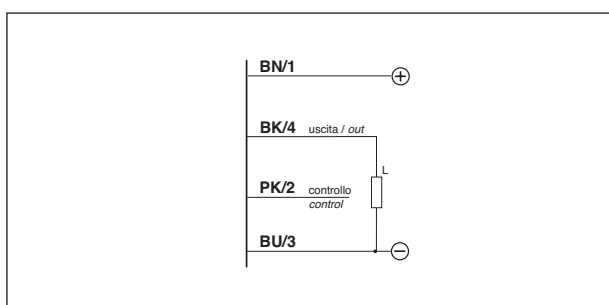 BN/1
+
BK/4 uscita / out
L
PK/2 controllo
control
BU/3
−